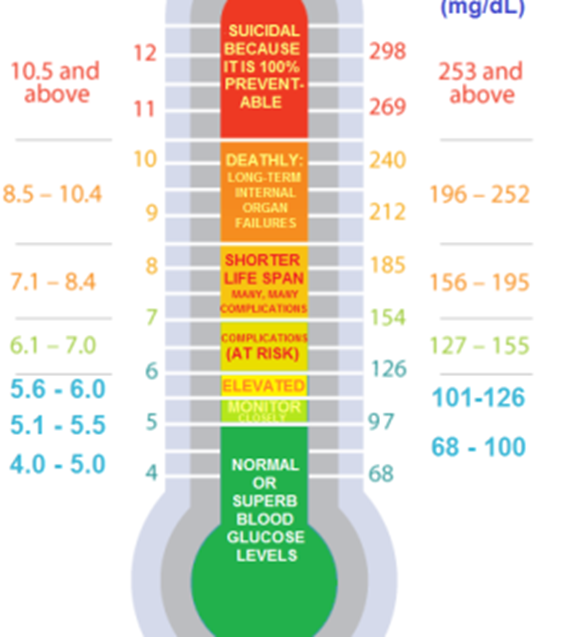 (mg/dL)
SUICIDAL
BECAUSE
IT IS 100%
PREVENT-
ABLE
12
298
10.5 and
above
253 and
above
11
269
10
240
DEATHLY:
LONG-TERM
INTERNAL
ORGAN
FAILURES
8.5 – 10.4
196 – 252
9
212
8
185
SHORTER
LIFE SPAN
MANY, MANY
COMPLICATIONS
7.1 – 8.4
156 – 195
7
154
6.1 – 7.0
127 – 155
COMPLICATIONS
(AT RISK)
6
126
5.6 - 6.0
ELEVATED
101-126
MONITOR
CLOSELY
5.1 - 5.5
5
97
68 - 100
4.0 - 5.0
4
68
NORMAL
OR
SUPERB
BLOOD
GLUCOSE
LEVELS